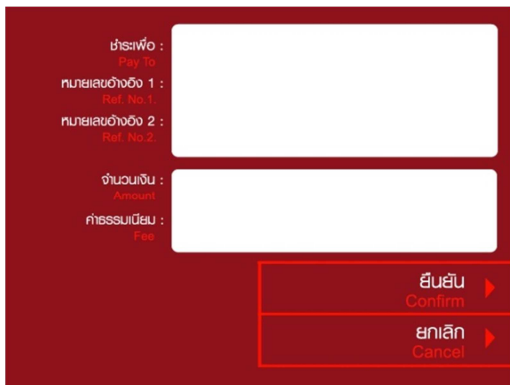 ชำระเพื่อ :
Pay To
หมายเลขอ้างอิง 1 :
Ref. No.1.
หมายเลขอ้างอิง 2 :
Ref. No.2.
จำนวนเงิน :
Amount
ค่าธรรมเนียม :
Fee
ยืนยัน
Confirm
ยกเลิก
Cancel